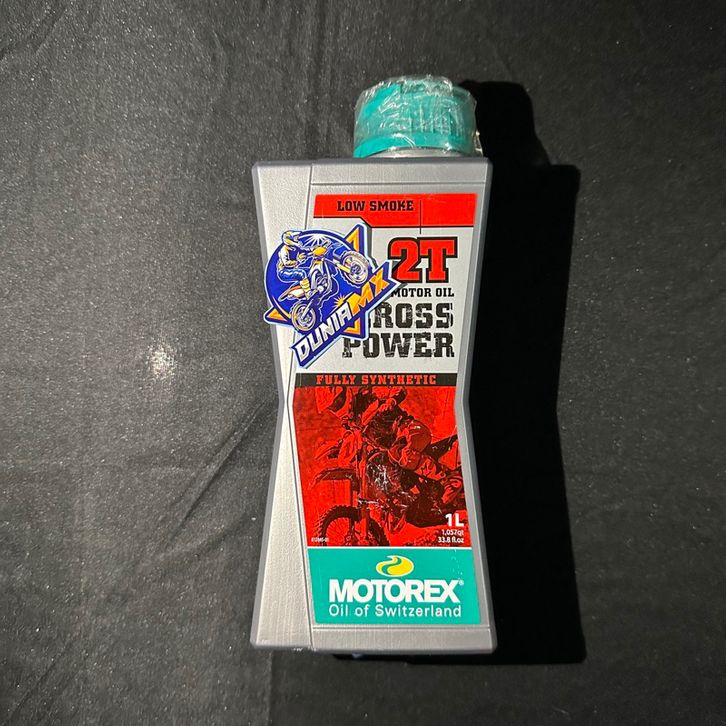 LOW SMOKE
2T
MOTOR OIL
ROSS
POWER
DUNIAMX
FULLY SYNTHETIC
1L
1,057qt
33.8 fl.oz
MOTOREX®
Oil of Switzerland